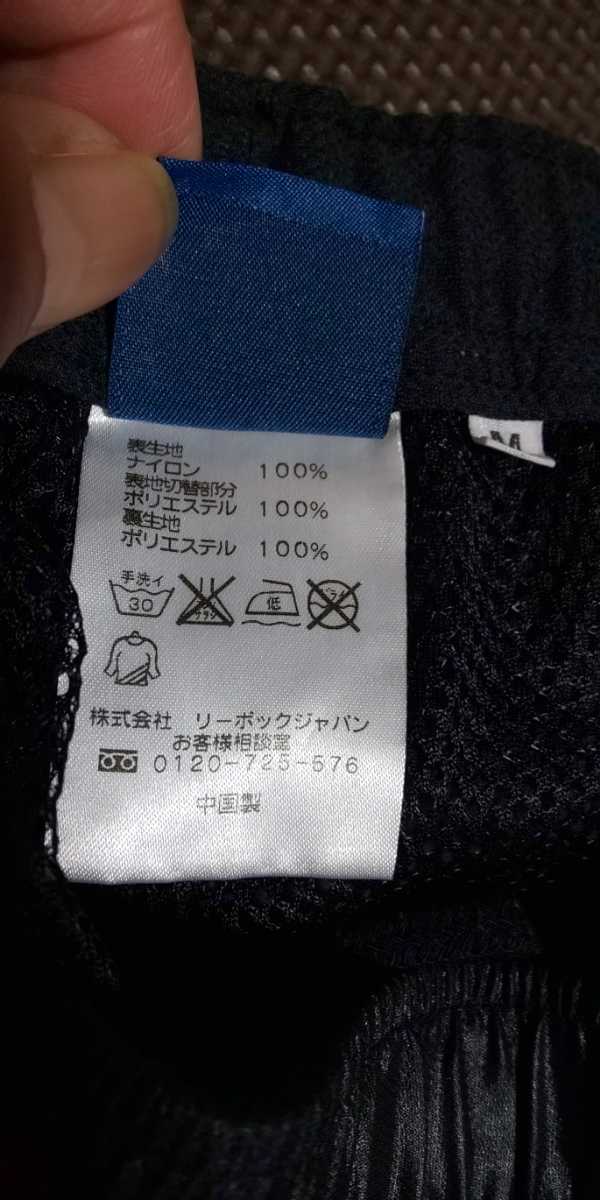 M
表生地
ナイロン 100%
表地切替部分
ポリエステル 100%
裏生地
ポリエステル 100%
手洗イ
30
低
ドライ
株式会社 リーボックジャパン
お客様相談室
0120-725-576
中国製